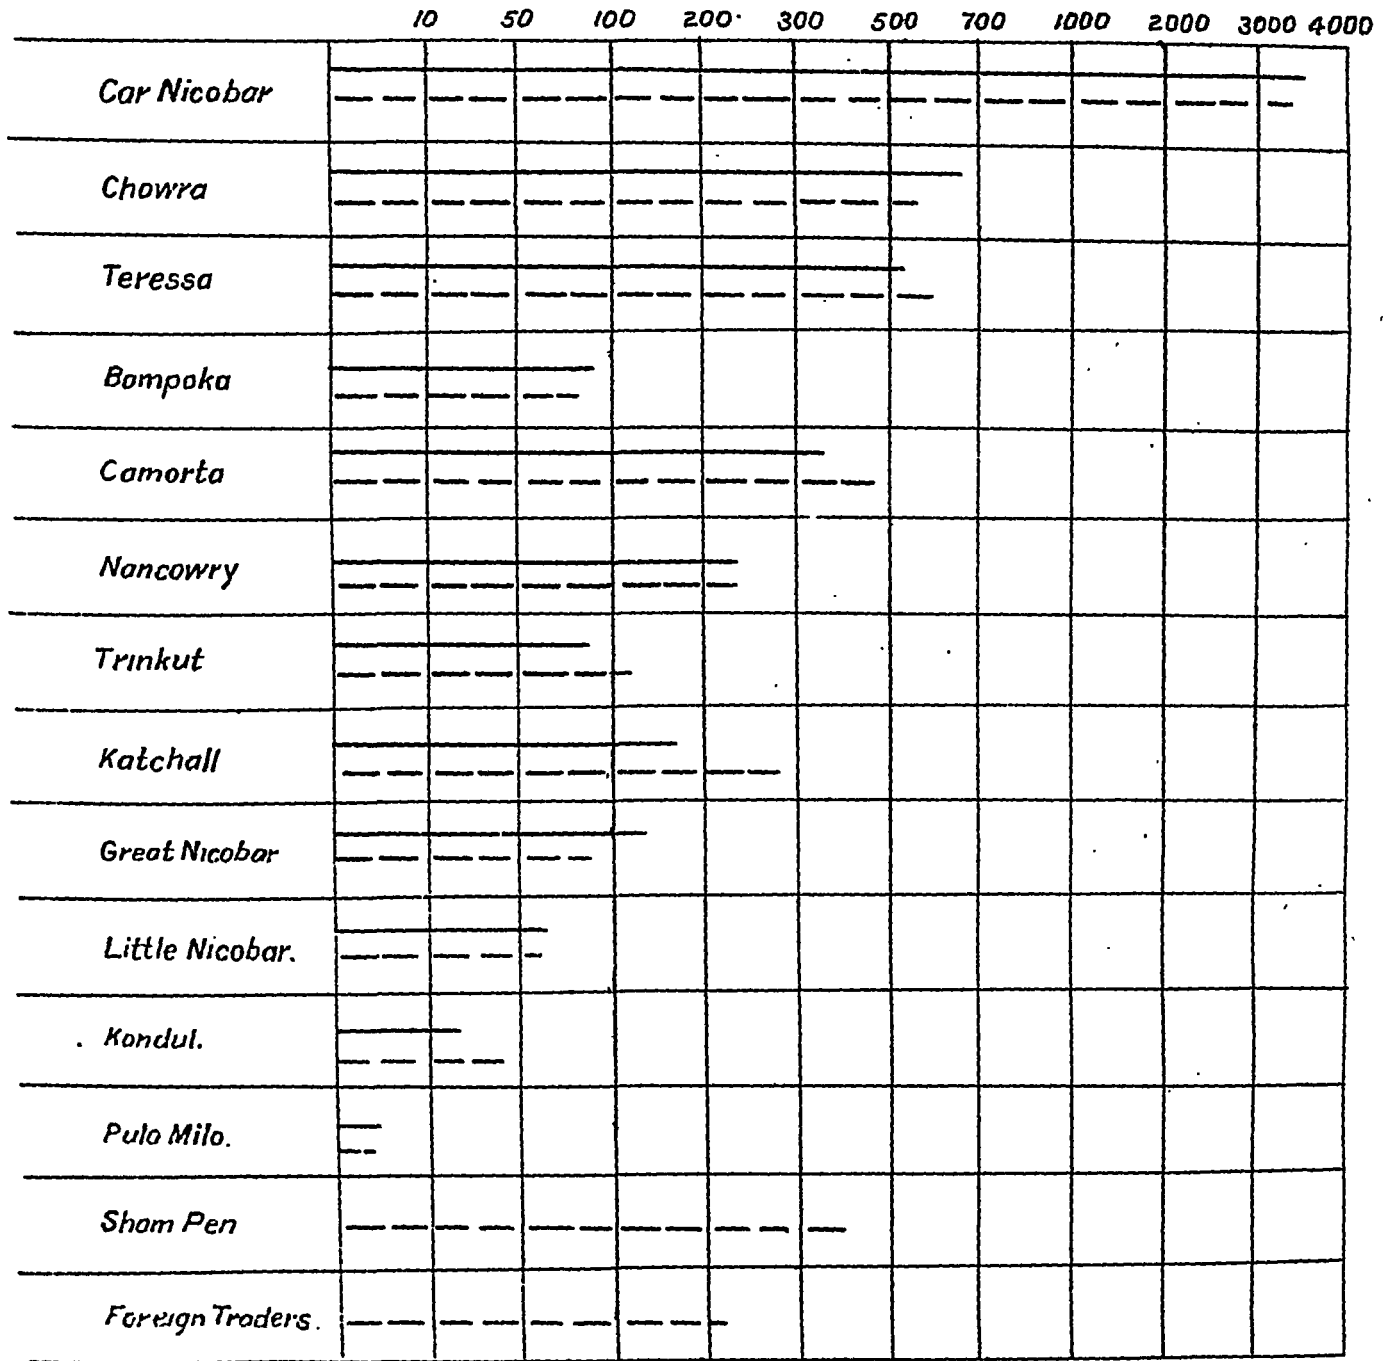 10 50 100 200 300 500 700 1000 2000 3000 4000
Car Nicobar
Chowra
Teressa
Bompoka
Camorta
Nancowry
Trinkut
Katchall
Great Nicobar
Little Nicobar.
Kondul.
Pulo Milo.
Shom Pen
Foreign Traders.